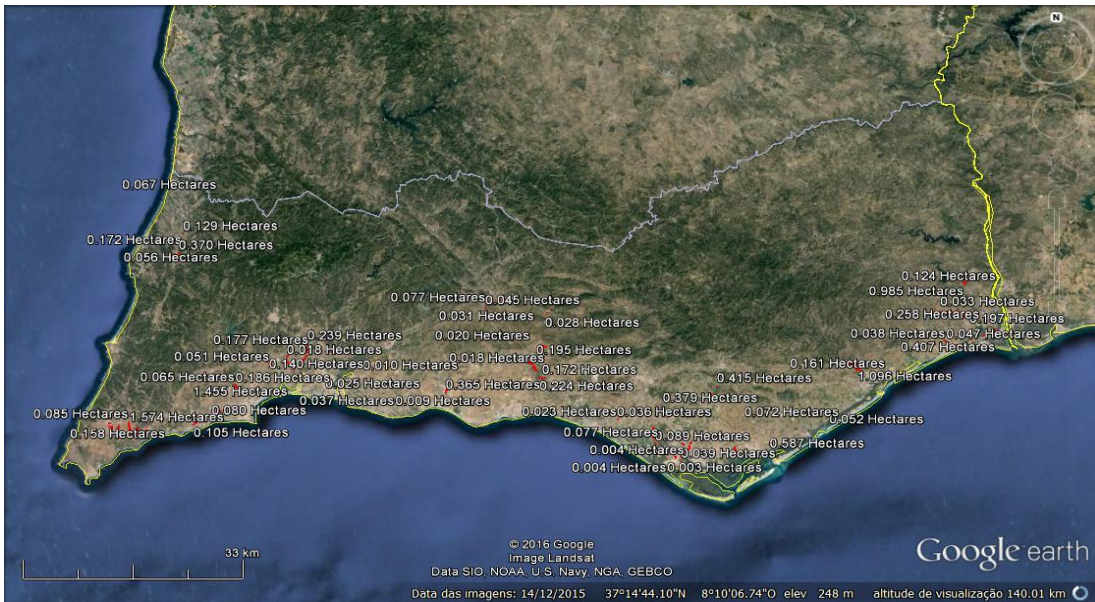 N
0.067 Hectares
0.129 Hectares
0.172 Hectares 0.370 Hectares
0.056 Hectares
0.124 Hectares
0.985 Hectares
0.077 Hectares 0.045 Hectares
0.033 Hectares
0.031 Hectares
0.028 Hectares
0.258 Hectares 0.197 Hectares
0.177 Hectares 0.239 Hectares
0.020 Hectares
0.038 Hectares 0.047 Hectares
0.051 Hectares 0.018 Hectares
0.195 Hectares
0.407 Hectares
0.140 Hectares 0.010 Hectares
0.018 Hectares
0.161 Hectares
0.172 Hectares
0.065 Hectares 0.186 Hectares
0.025 Hectares
0.365 Hectares 0.224 Hectares
0.415 Hectares
1.096 Hectares
1.455 Hectares
0.037 Hectares 0.009 Hectares
0.379 Hectares
0.085 Hectares 1.574 Hectares
0.080 Hectares
0.023 Hectares 0.036 Hectares
0.072 Hectares
0.052 Hectares
0.158 Hectares
0.105 Hectares
0.077 Hectares
0.089 Hectares
0.587 Hectares
0.004 Hectares 0.039 Hectares
0.004 Hectares 0.003 Hectares
33 km
© 2016 Google
Image Landsat
Data SIO, NOAA, U.S. Navy, NGA, GEBCO
Google earth
Data das imagens: 14/12/2015 37°14'44.10"N 8°10'06.74"O elev 248 m altitude de visualização 140.01 km